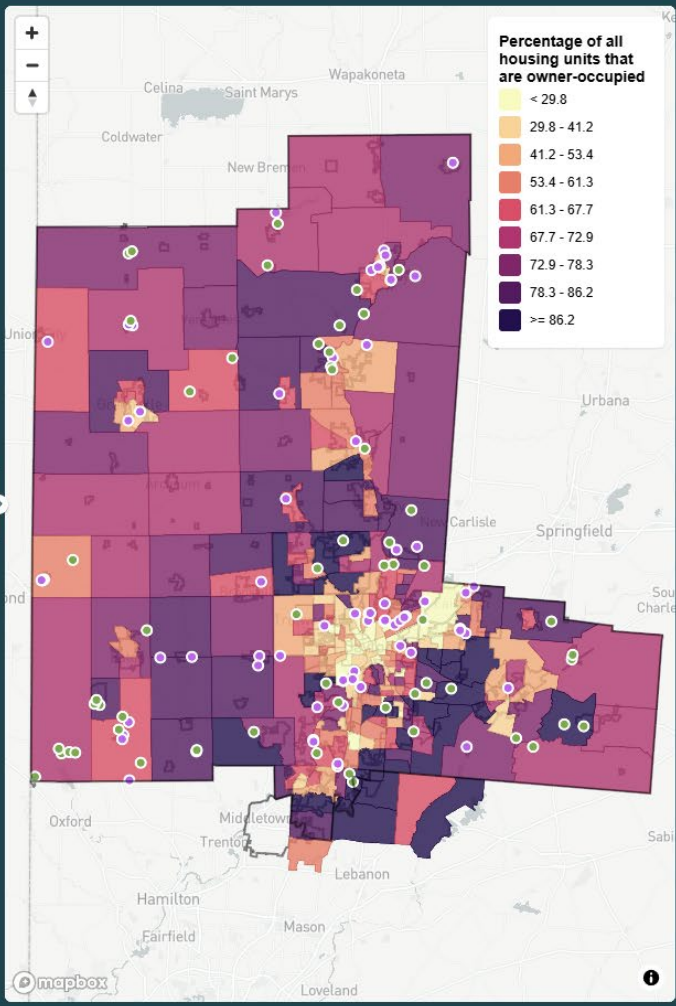 +
−
Percentage of all
housing units that
are owner-occupied
< 29.8
29.8 - 41.2
41.2 - 53.4
53.4 - 61.3
61.3 - 67.7
67.7 - 72.9
72.9 - 78.3
78.3 - 86.2
>= 86.2
Wapakoneta
Celina
Saint Marys
Coldwater
New Bremen
Union City
Urbana
New Carlisle
Springfield
Oxford
Middletown
Trenton
Lebanon
Hamilton
Mason
Fairfield
Loveland
mapbox
i